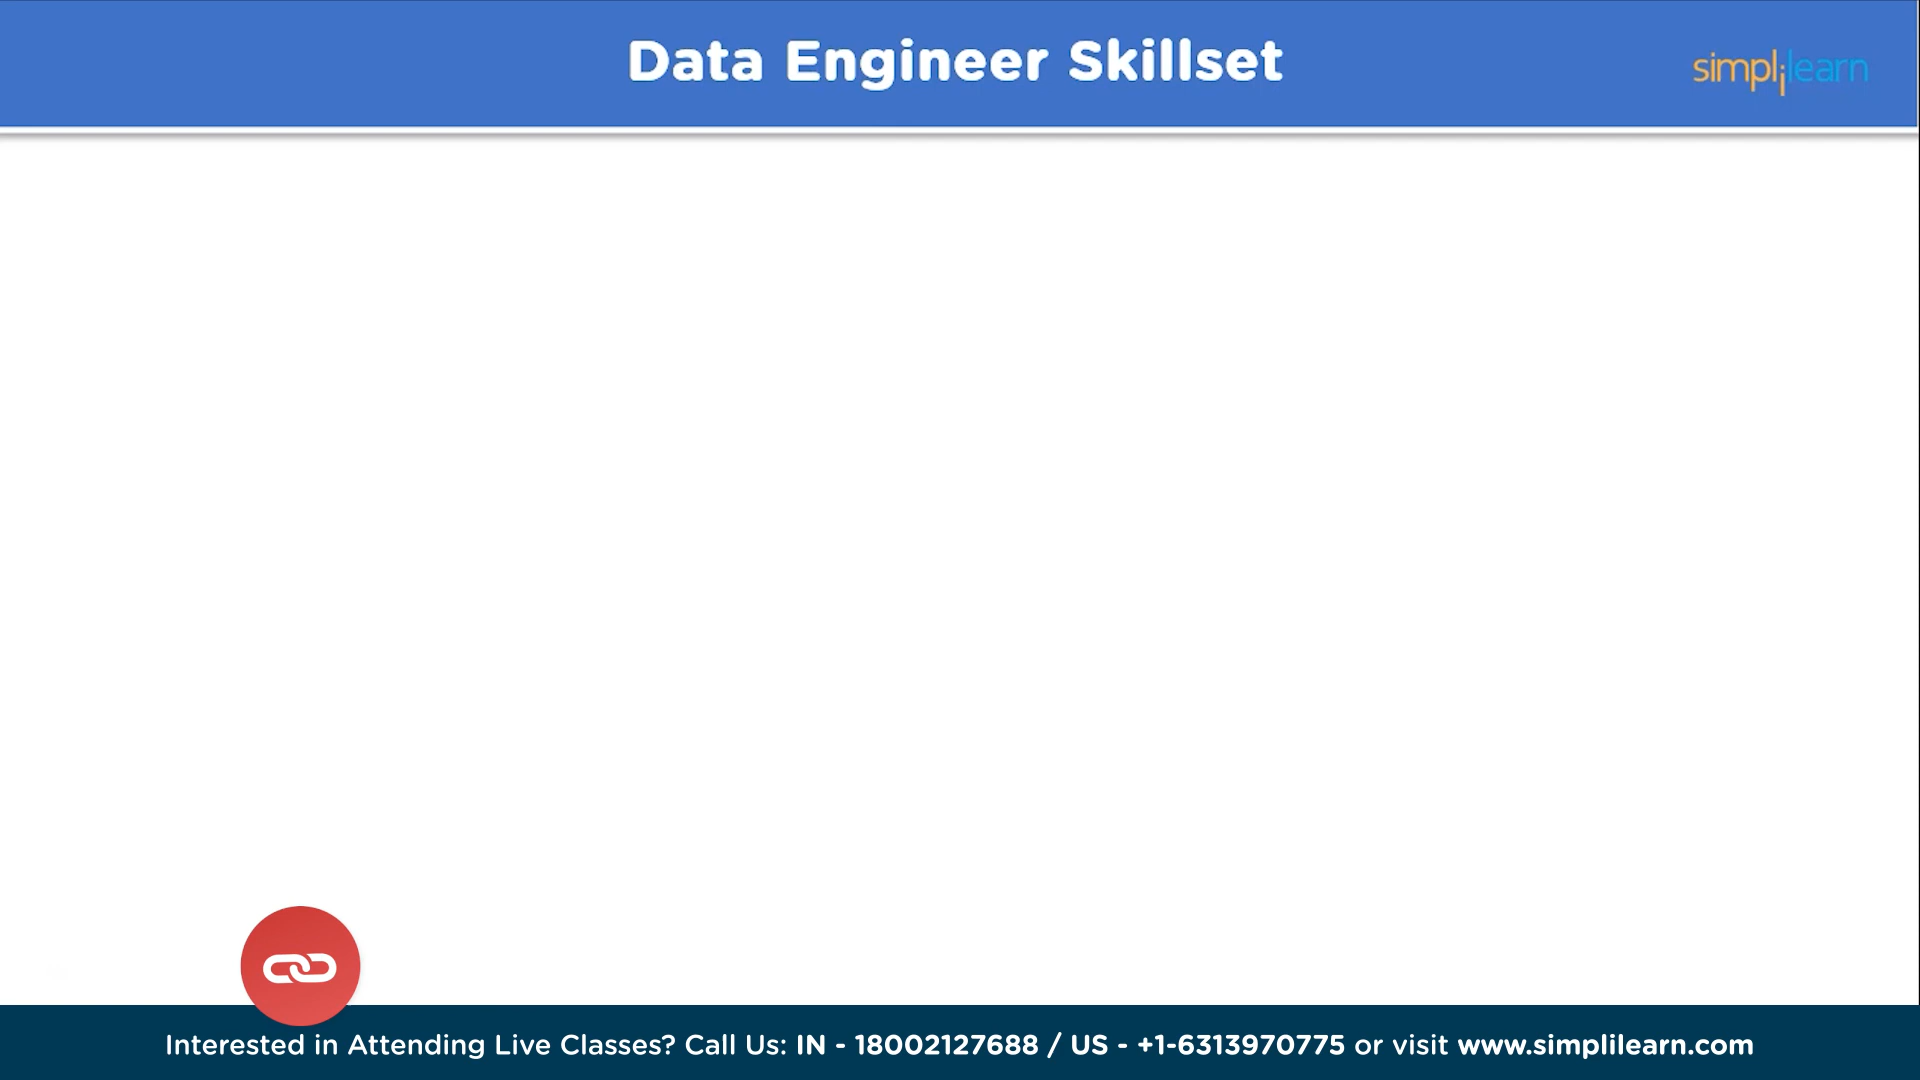 Data Engineer Skillset
simplilearn
Interested in Attending Live Classes? Call Us: IN - 18002127688 / US - +1-6313970775 or visit www.simplilearn.com